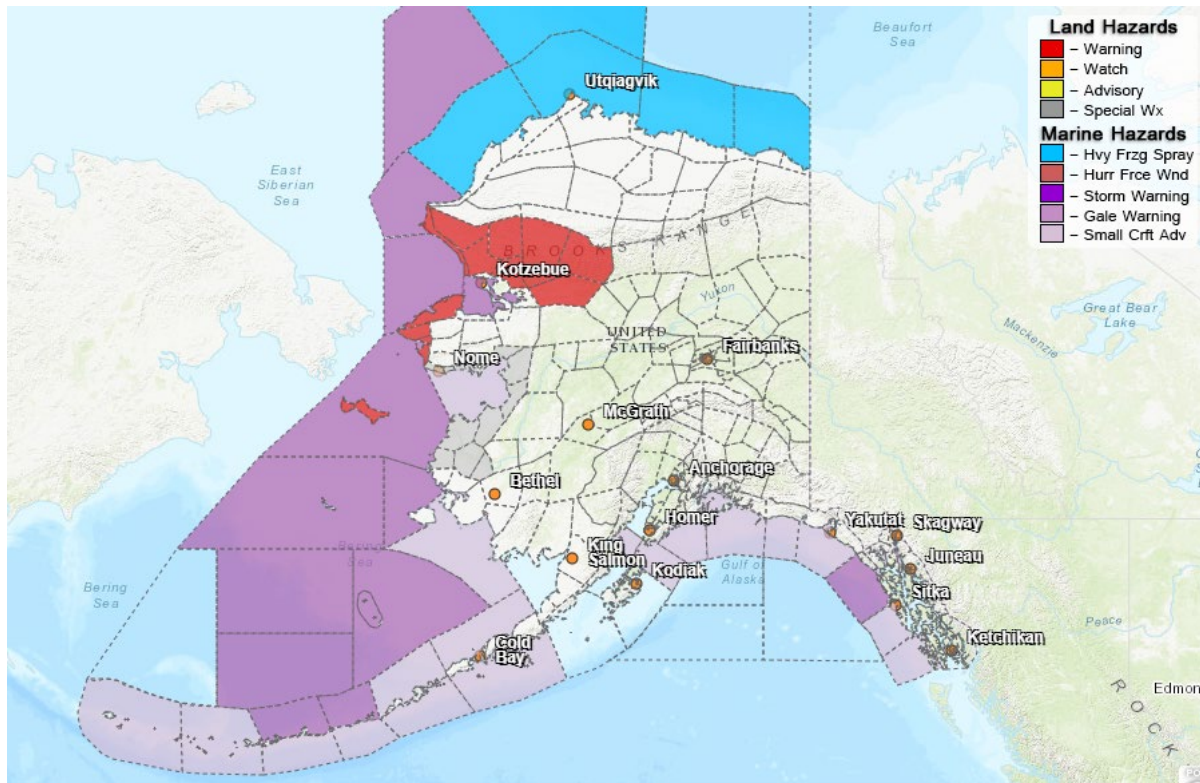 Land Hazards
– Warning
– Watch
– Advisory
– Special Wx
Marine Hazards
– Hvy Frzg Spray
– Hurr Frce Wnd
– Storm Warning
– Gale Warning
– Small Crft Adv
Beaufort
Sea
Utqiagvik
East
Siberian
Sea
BROOKS RANGE
Kotzebue
Yukon
Great Bear
Lake
Mackenzie
UNITED
STATES
Fairbanks
Nome
McGrath
Anchorage
Bethel
Homer
Yakutat
Skagway
King
Salmon
Juneau
Bering
Sea
Kodiak
Gulf of
Alaska
Bering
Sea
Sitka
Peace
Cold
Bay
Ketchikan
Edmon
ROCK